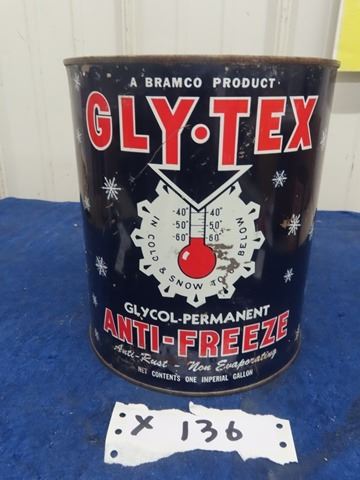 A BRAMCO PRODUCT
GLY·TEX
-40° 40°
-50° 50°
-60° 60°
IN COLD & SNOW 40° BELOW
GLYCOL-PERMANENT
ANTI-FREEZE
Anti-Rust - Non Evaporating
NET CONTENTS ONE IMPERIAL GALLON
X 136